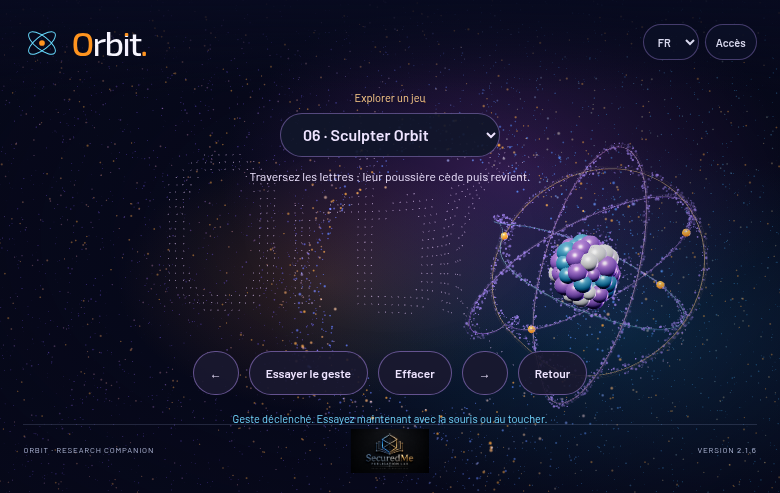 Orbit.
FR
Accès
Explorer un jeu
06 · Sculpter Orbit
Traversez les lettres : leur poussière cède puis revient.
←
Essayer le geste
Effacer
→
Retour
Geste déclenché. Essayez maintenant avec la souris ou au toucher.
ORBIT · RESEARCH COMPANION
SecuredMe
VERSION 2.1.6